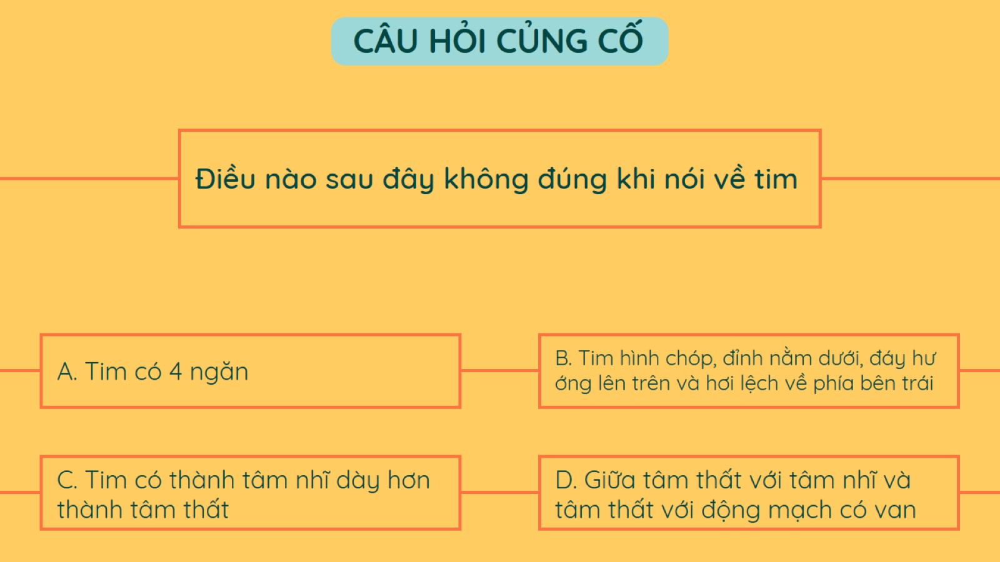 CÂU HỎI CỦNG CỐ
Điều nào sau đây không đúng khi nói về tim
A. Tim có 4 ngăn
B. Tim hình chóp, đỉnh nằm dưới, đáy hư
ớng lên trên và hơi lệch về phía bên trái
C. Tim có thành tâm nhĩ dày hơn
thành tâm thất
D. Giữa tâm thất với tâm nhĩ và
tâm thất với động mạch có van